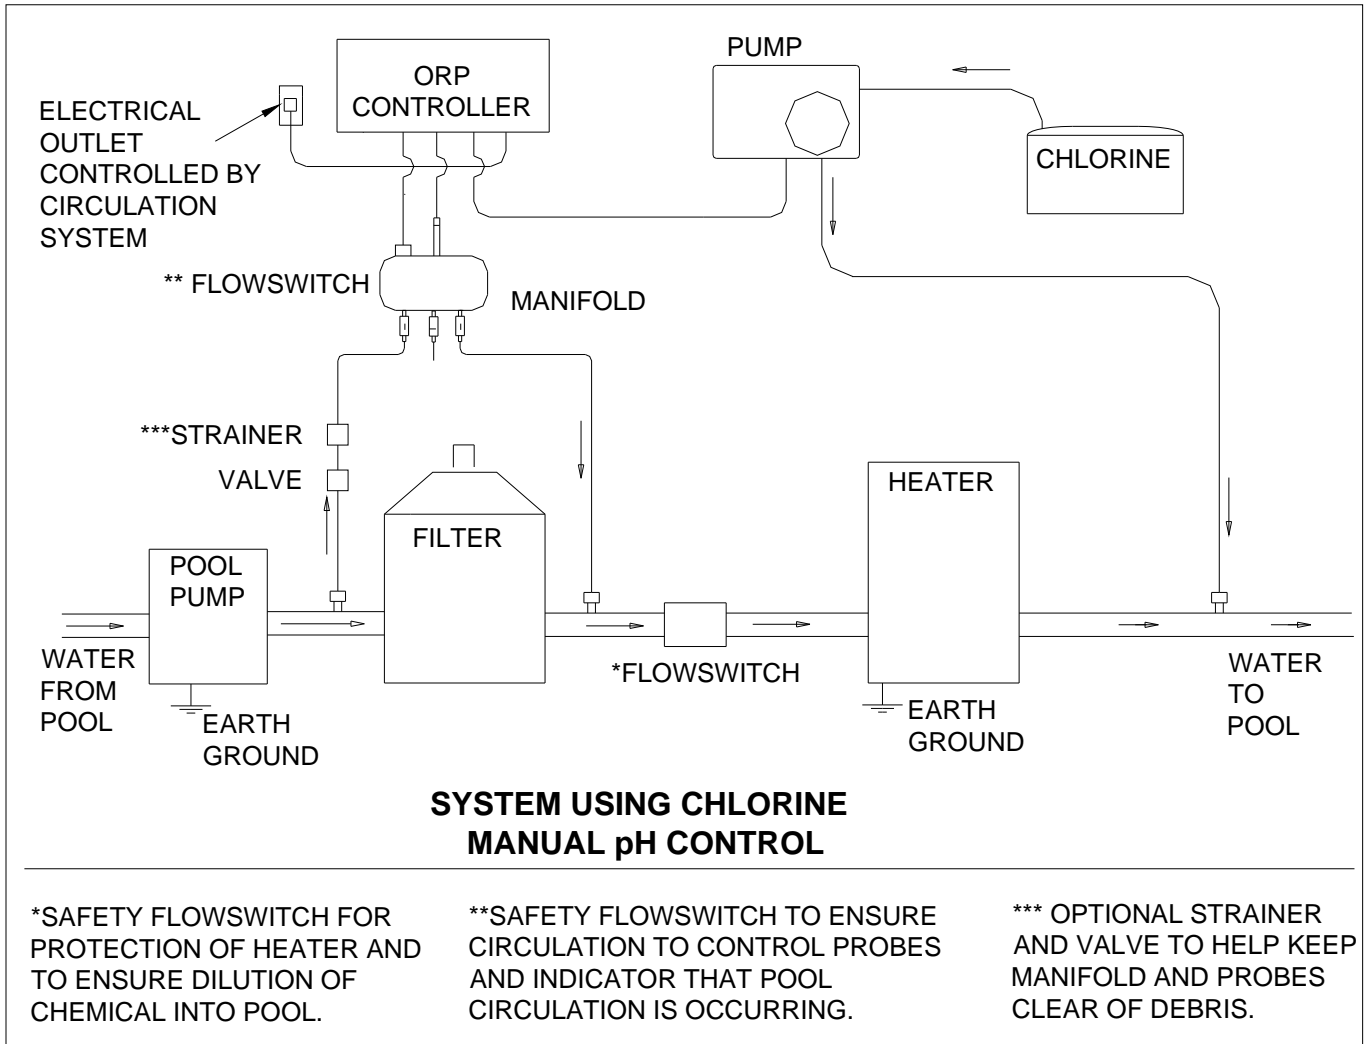 PUMP
ORP
CONTROLLER
ELECTRICAL
OUTLET
CONTROLLED BY
CIRCULATION
SYSTEM
CHLORINE
** FLOWSWITCH
MANIFOLD
***STRAINER
VALVE
HEATER
FILTER
POOL
PUMP
*FLOWSWITCH
WATER
FROM
POOL
WATER
TO
POOL
EARTH
GROUND
EARTH
GROUND
SYSTEM USING CHLORINE
MANUAL pH CONTROL
*SAFETY FLOWSWITCH FOR
PROTECTION OF HEATER AND
TO ENSURE DILUTION OF
CHEMICAL INTO POOL.
**SAFETY FLOWSWITCH TO ENSURE
CIRCULATION TO CONTROL PROBES
AND INDICATOR THAT POOL
CIRCULATION IS OCCURRING.
*** OPTIONAL STRAINER
AND VALVE TO HELP KEEP
MANIFOLD AND PROBES
CLEAR OF DEBRIS.